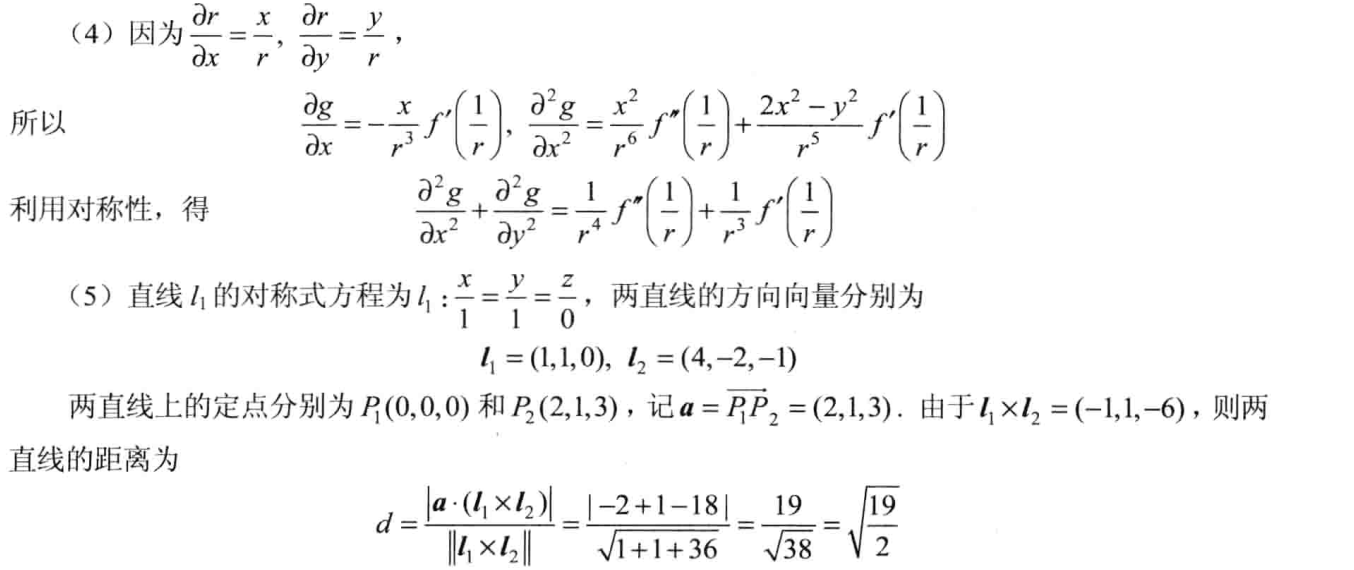 (4)因为 ∂r/∂x = x/r, ∂r/∂y = y/r ,
所以 ∂g/∂x = -x/r³ f′(1/r), ∂²g/∂x² = x²/r⁶ f″(1/r) + (2x² - y²)/r⁵ f′(1/r)
利用对称性，得 ∂²g/∂x² + ∂²g/∂y² = 1/r⁴ f″(1/r) + 1/r³ f′(1/r)
(5)直线 l₁ 的对称式方程为 l₁ : x/1 = y/1 = z/0，两直线的方向向量分别为
l₁ = (1,1,0), l₂ = (4,-2,-1)
两直线上的定点分别为 P₁(0,0,0) 和 P₂(2,1,3)，记 a = P₁P₂→ = (2,1,3). 由于 l₁ × l₂ = (-1,1,-6)，则两
直线的距离为
d = |a · (l₁ × l₂)| / ‖l₁ × l₂‖ = |-2+1-18| / √(1+1+36) = 19/√38 = √(19/2)